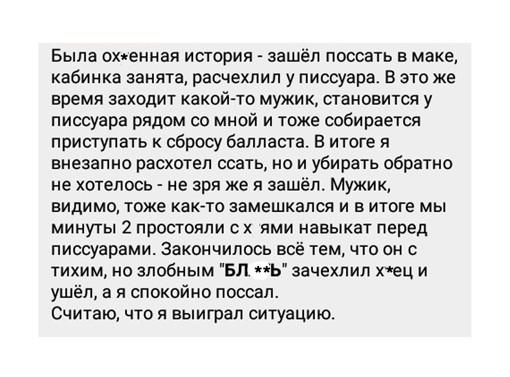 Была ох*енная история - зашёл поссать в маке,
кабинка занята, расчехлил у писсуара. В это же
время заходит какой-то мужик, становится у
писсуара рядом со мной и тоже собирается
приступать к сбросу балласта. В итоге я
внезапно расхотел ссать, но и убирать обратно
не хотелось - не зря же я зашёл. Мужик,
видимо, тоже как-то замешкался и в итоге мы
минуты 2 простояли с х ями навыкат перед
писсуарами. Закончилось всё тем, что он с
тихим, но злобным "БЛ **Ь" зачехлил х*ец и
ушёл, а я спокойно поссал.
Считаю, что я выиграл ситуацию.